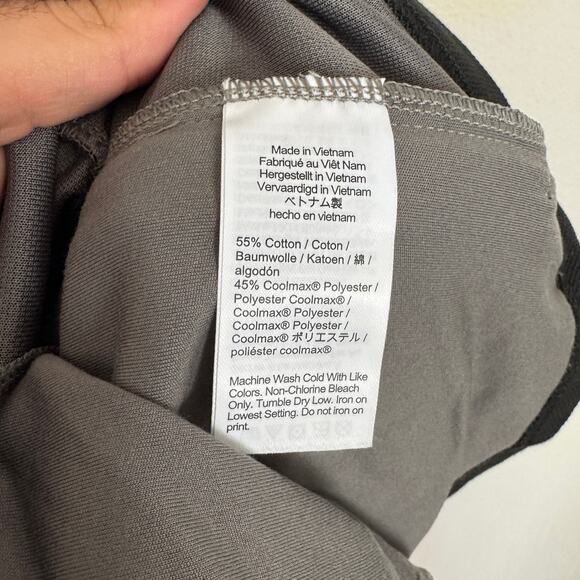 Made in Vietnam
Fabriqué au Viêt Nam
Hergestellt in Vietnam
Vervaardigd in Vietnam
ベトナム製
hecho en vietnam
55% Cotton / Coton /
Baumwolle / Katoen / 綿 /
algodón
45% Coolmax® Polyester /
Polyester Coolmax® /
Coolmax® Polyester /
Coolmax® Polyester /
Coolmax® ポリエステル /
poliéster coolmax®
Machine Wash Cold With Like
Colors. Non-Chlorine Bleach
Only. Tumble Dry Low. Iron on
Lowest Setting. Do not iron on
print.